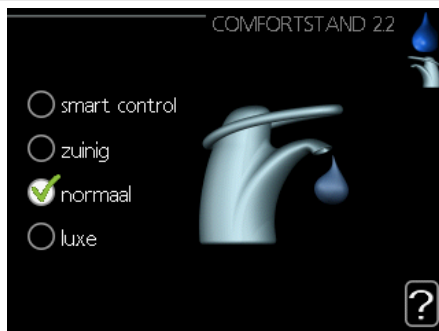 COMFORTSTAND 2.2
smart control
zuinig
normaal
luxe
?